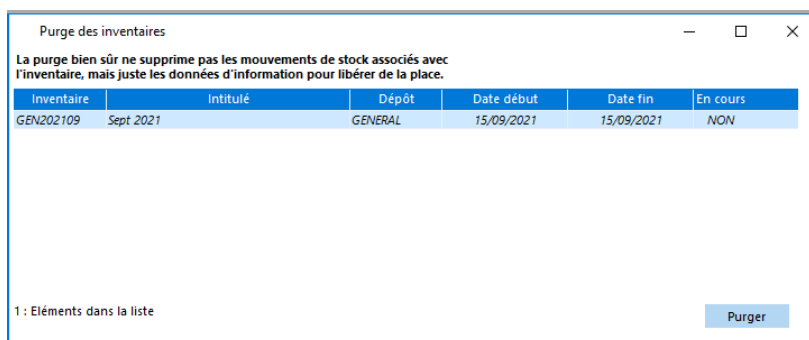 Purge des inventaires
La purge bien sûr ne supprime pas les mouvements de stock associés avec
l'inventaire, mais juste les données d'information pour libérer de la place.
Inventaire Intitulé Dépôt Date début Date fin En cours
GEN202109 Sept 2021 GENERAL 15/09/2021 15/09/2021 NON
1 : Eléments dans la liste
Purger